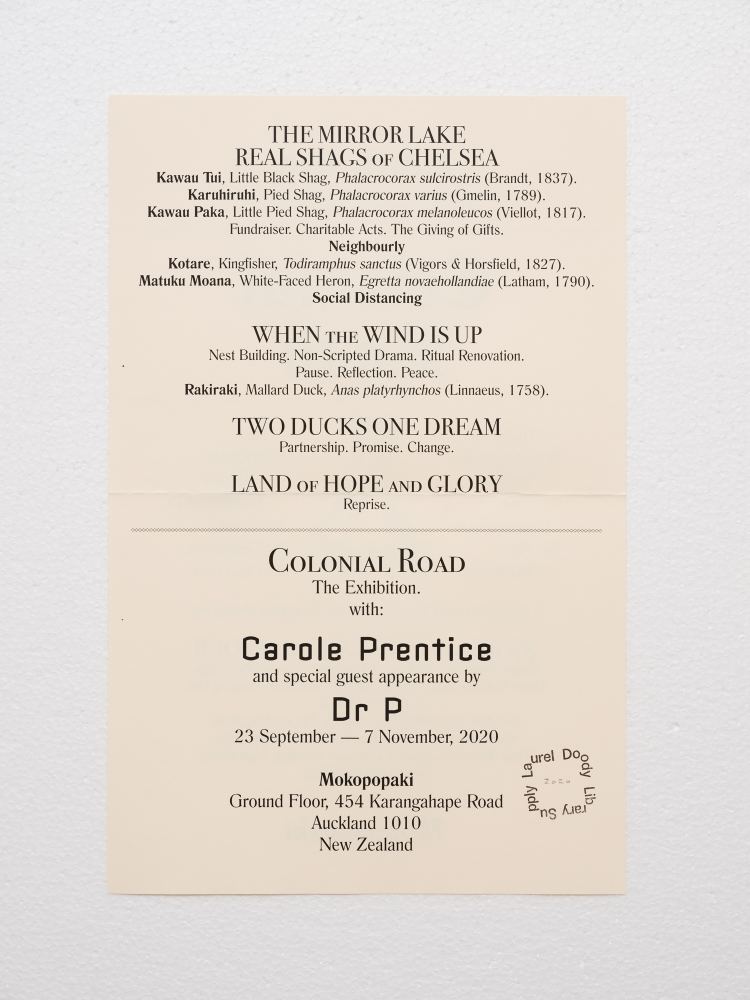 THE MIRROR LAKE
REAL SHAGS OF CHELSEA
Kawau Tui, Little Black Shag, Phalacrocorax sulcirostris (Brandt, 1837).
Karuhiruhi, Pied Shag, Phalacrocorax varius (Gmelin, 1789).
Kawau Paka, Little Pied Shag, Phalacrocorax melanoleucos (Viellot, 1817).
Fundraiser. Charitable Acts. The Giving of Gifts.
Neighbourly
Kotare, Kingfisher, Todiramphus sanctus (Vigors & Horsfield, 1827).
Matuku Moana, White-Faced Heron, Egretta novaehollandiae (Latham, 1790).
Social Distancing
WHEN THE WIND IS UP
Nest Building. Non-Scripted Drama. Ritual Renovation.
Pause. Reflection. Peace.
Rakiraki, Mallard Duck, Anas platyrhynchos (Linnaeus, 1758).
TWO DUCKS ONE DREAM
Partnership. Promise. Change.
LAND OF HOPE AND GLORY
Reprise.
COLONIAL ROAD
The Exhibition.
with:
Carole Prentice
and special guest appearance by
Dr P
23 September — 7 November, 2020
Mokopopaki
Ground Floor, 454 Karangahape Road
Auckland 1010
New Zealand
Laurel Doody Library Supply
2020